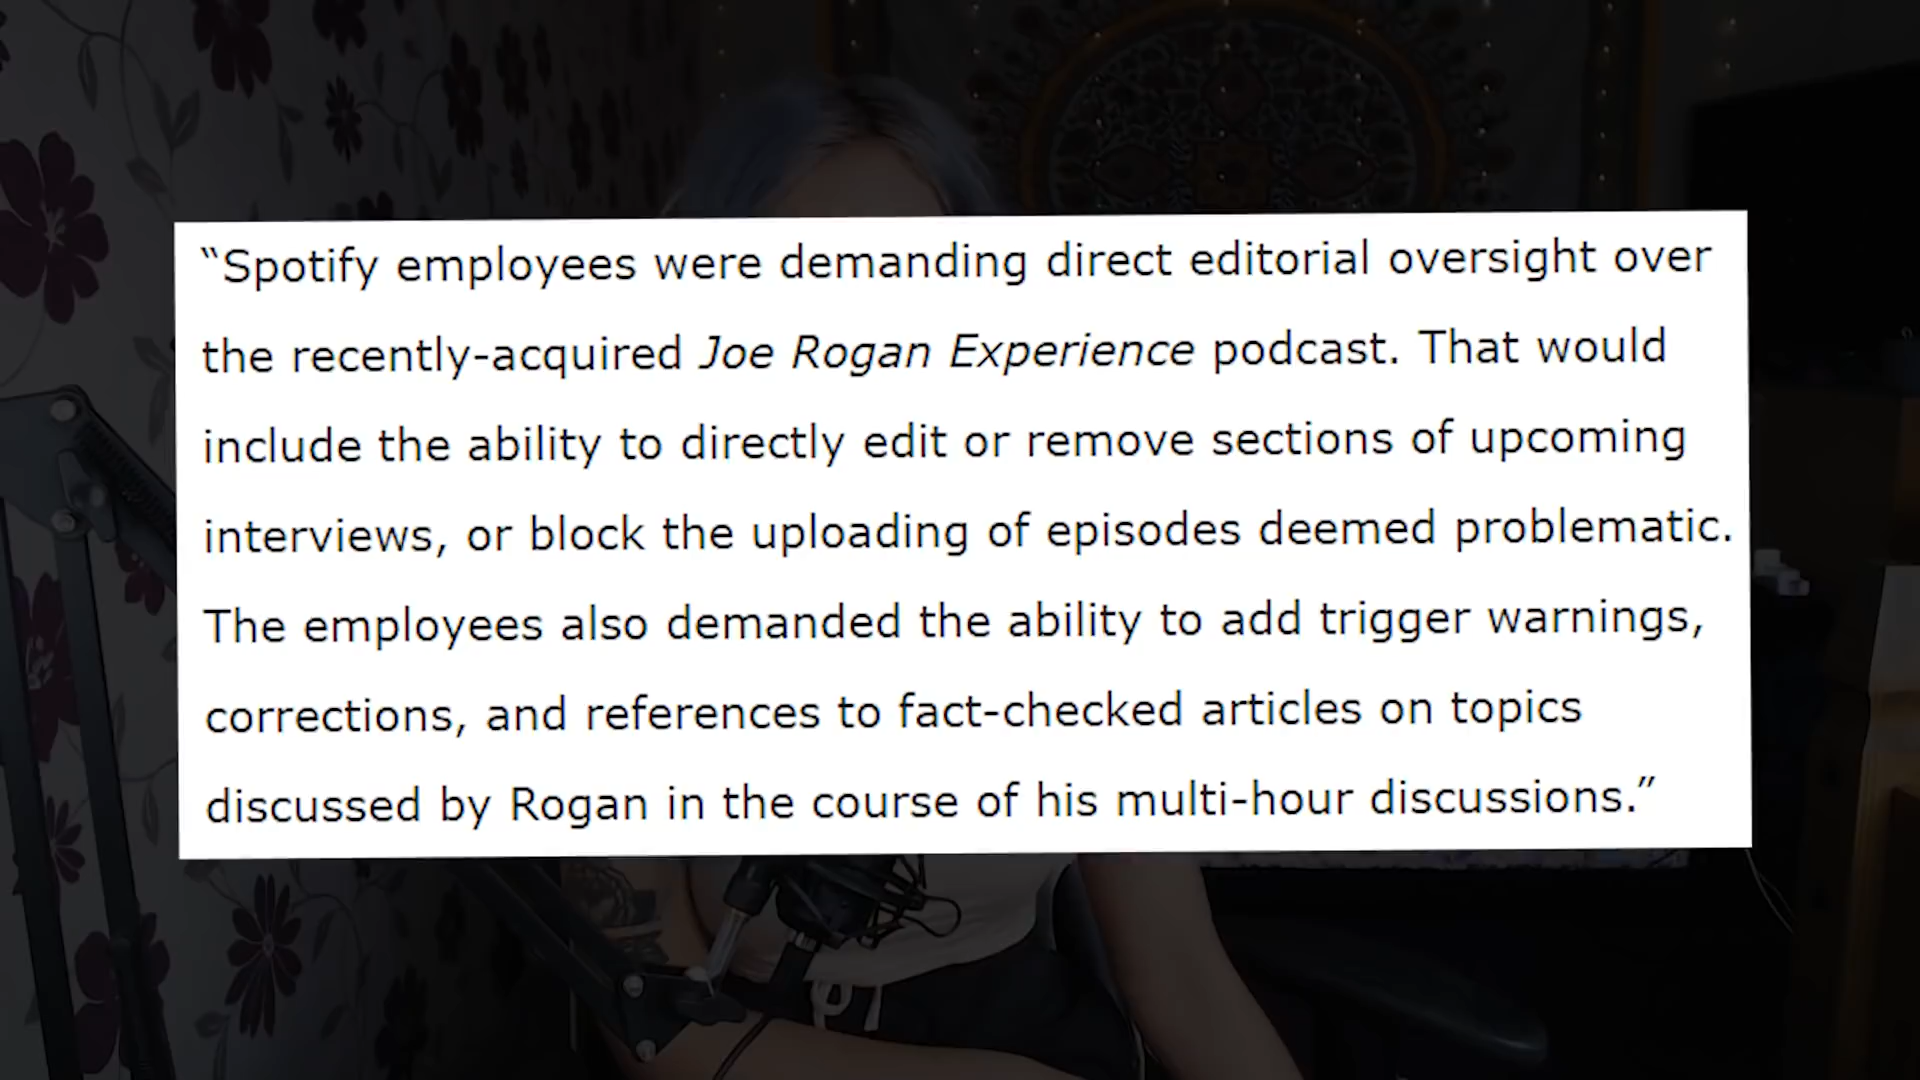 “Spotify employees were demanding direct editorial oversight over
the recently-acquired Joe Rogan Experience podcast. That would
include the ability to directly edit or remove sections of upcoming
interviews, or block the uploading of episodes deemed problematic.
The employees also demanded the ability to add trigger warnings,
corrections, and references to fact-checked articles on topics
discussed by Rogan in the course of his multi-hour discussions.”